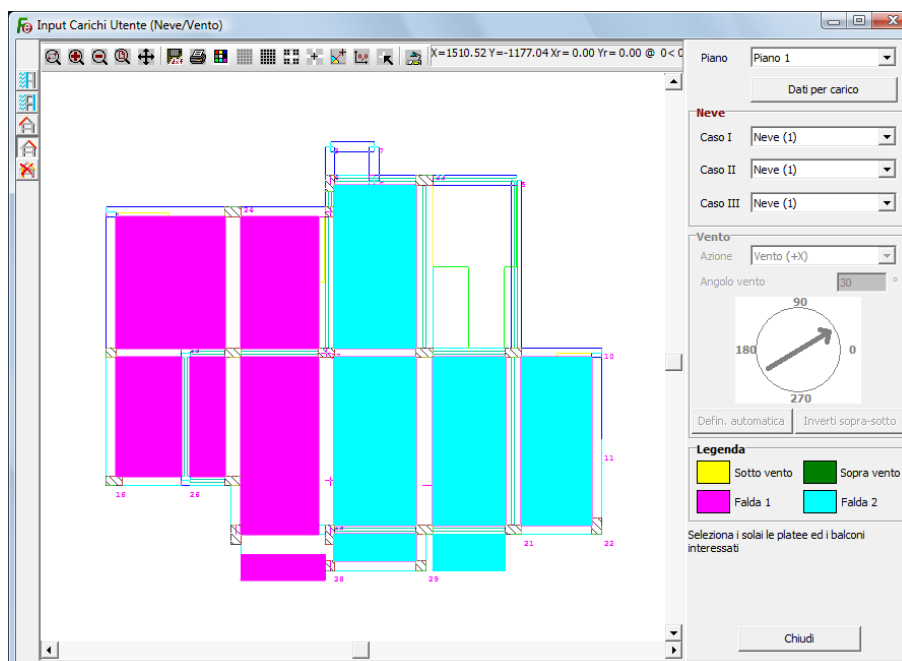 Input Carichi Utente (Neve/Vento)
X=1510.52 Y=-1177.04 Xr= 0.00 Yr= 0.00 @ 0< 0
Piano Piano 1
Dati per carico
Neve
Caso I Neve (1)
Caso II Neve (1)
Caso III Neve (1)
Vento
Azione Vento (+X)
Angolo vento 30 °
90
180 0
270
Defin. automatica Inverti sopra-sotto
Legenda
Sotto vento Sopra vento
Falda 1 Falda 2
Seleziona i solai le platee ed i balconi
interessati
Chiudi
26
10
11
16 26
21 22
28 29